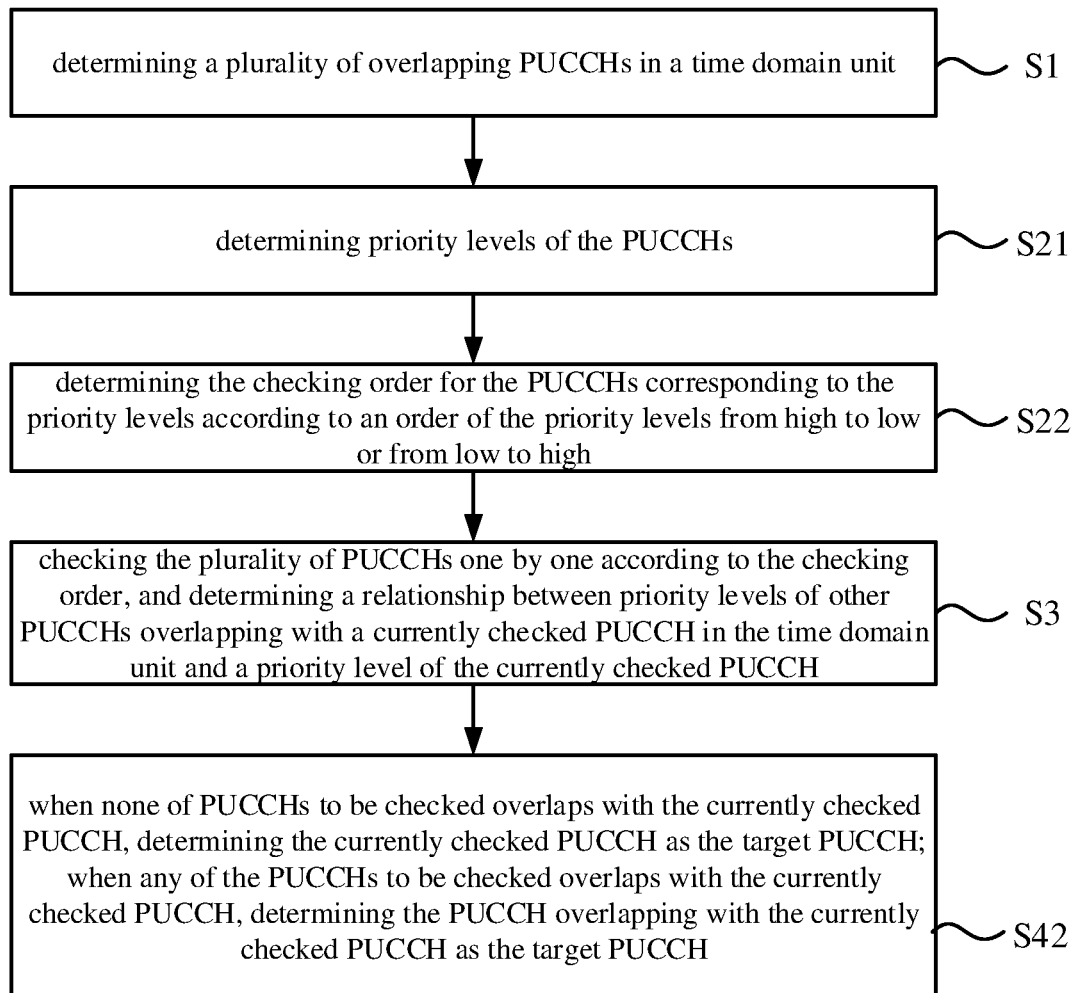 determining a plurality of overlapping PUCCHs in a time domain unit
S1
determining priority levels of the PUCCHs
S21
determining the checking order for the PUCCHs corresponding to the
priority levels according to an order of the priority levels from high to low
or from low to high
S22
checking the plurality of PUCCHs one by one according to the checking
order, and determining a relationship between priority levels of other
PUCCHs overlapping with a currently checked PUCCH in the time domain
unit and a priority level of the currently checked PUCCH
S3
when none of PUCCHs to be checked overlaps with the currently checked
PUCCH, determining the currently checked PUCCH as the target PUCCH;
when any of the PUCCHs to be checked overlaps with the currently
checked PUCCH, determining the PUCCH overlapping with the currently
checked PUCCH as the target PUCCH
S42